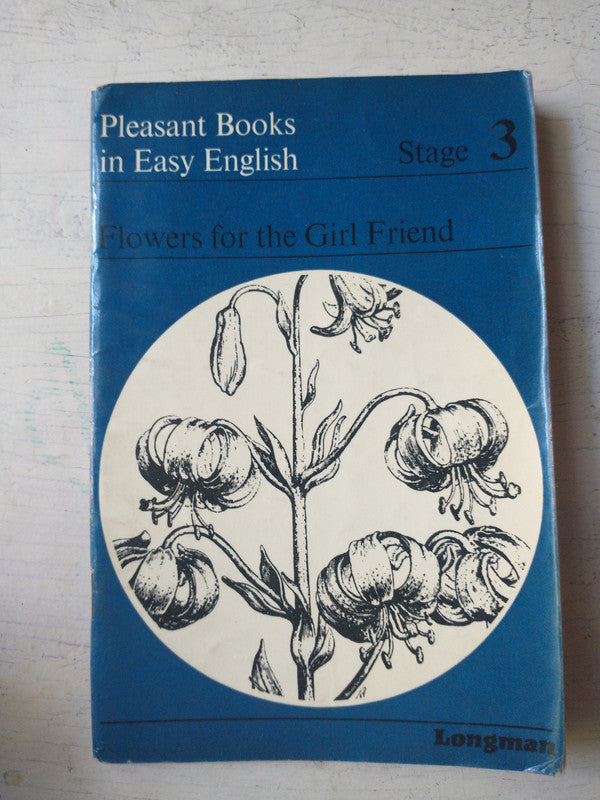 Pleasant Books
in Easy English
Stage 3
Flowers for the Girl Friend
Longman